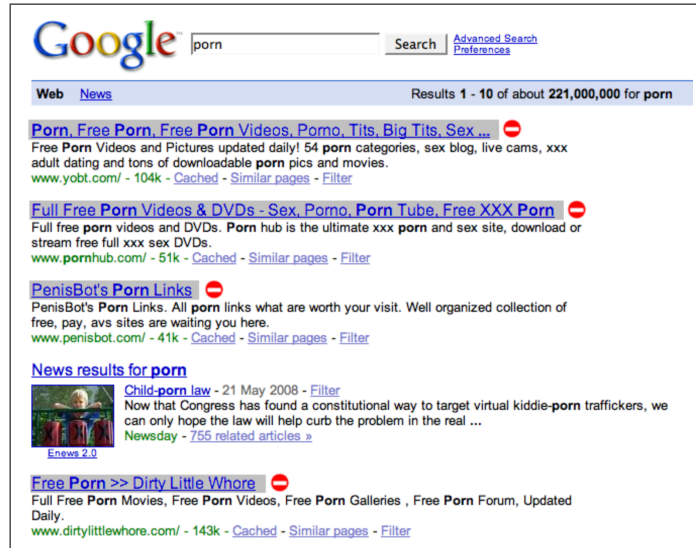 Google™ porn Search Advanced Search
Preferences
Web News Results 1 - 10 of about 221,000,000 for porn
Porn, Free Porn, Free Porn Videos, Porno, Tits, Big Tits, Sex ...
Free Porn Videos and Pictures updated daily! 54 porn categories, sex blog, live cams, xxx
adult dating and tons of downloadable porn pics and movies.
www.yobt.com/ - 104k - Cached - Similar pages - Filter
Full Free Porn Videos & DVDs - Sex, Porno, Porn Tube, Free XXX Porn
Full free porn videos and DVDs. Porn hub is the ultimate xxx porn and sex site, download or
stream free full xxx sex DVDs.
www.pornhub.com/ - 51k - Cached - Similar pages - Filter
PenisBot's Porn Links
PenisBot's Porn Links. All porn links what are worth your visit. Well organized collection of
free, pay, avs sites are waiting you here.
www.penisbot.com/ - 41k - Cached - Similar pages - Filter
News results for porn
Child-porn law - 21 May 2008 - Filter
Now that Congress has found a constitutional way to target virtual kiddie-porn traffickers, we
can only hope the law will help curb the problem in the real ...
Newsday - 755 related articles »
Enews 2.0
Free Porn >> Dirty Little Whore
Full Free Porn Movies, Free Porn Videos, Free Porn Galleries , Free Porn Forum, Updated
Daily.
www.dirtylittlewhore.com/ - 143k - Cached - Similar pages - Filter